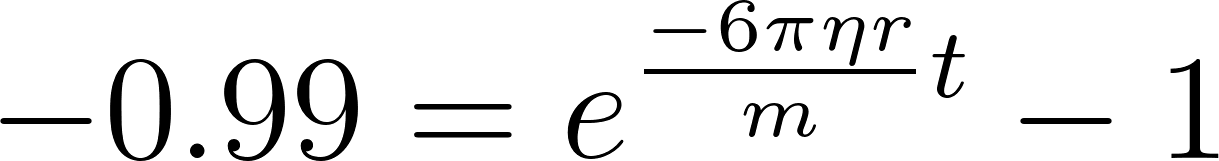 $-0.99 = e^{\frac{-6\pi\eta r}{m}t} - 1$